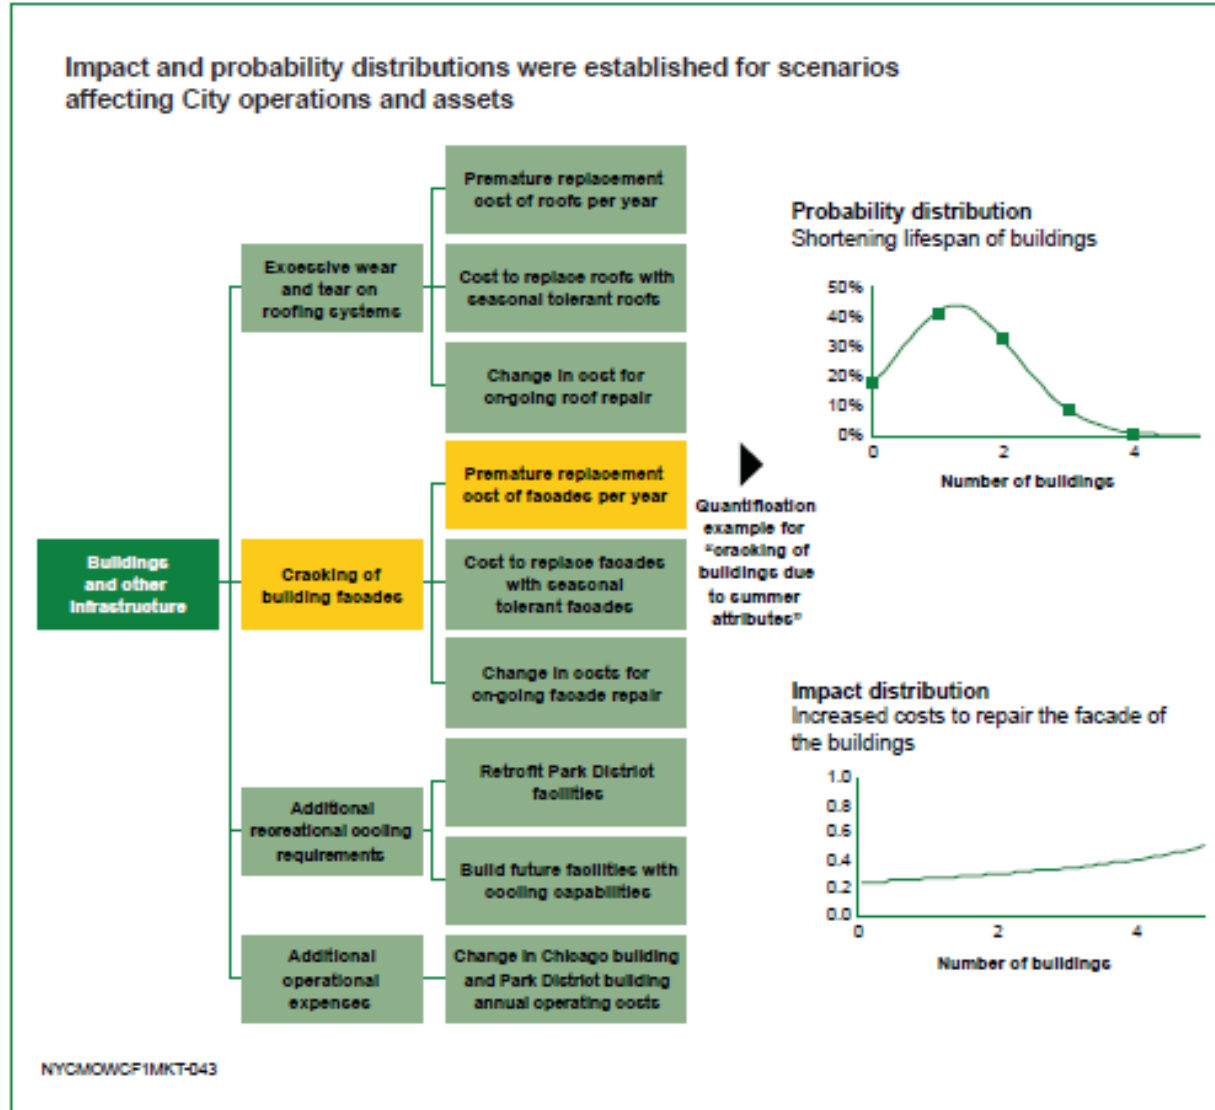 Impact and probability distributions were established for scenarios
affecting City operations and assets
Premature replacement
cost of roofs per year
Excessive wear
and tear on
roofing systems
Cost to replace roofs with
seasonal tolerant roofs
Change in cost for
on-going roof repair
Premature replacement
cost of facades per year
Buildings
and other
infrastructure
Cracking of
building facades
Cost to replace facades
with seasonal
tolerant facades
Change in costs for
on-going facade repair
Retrofit Park District
facilities
Additional
recreational cooling
requirements
Build future facilities with
cooling capabilities
Additional
operational
expenses
Change in Chicago building
and Park District building
annual operating costs
Quantification
example for
"cracking of
buildings due
to summer
attributes"
Probability distribution
Shortening lifespan of buildings
50%
40%
30%
20%
10%
0%
0 2 4
Number of buildings
Impact distribution
Increased costs to repair the facade of
the buildings
1.0
0.8
0.6
0.4
0.2
0.0
0 2 4
Number of buildings
NYCMOWCF1MKT-043